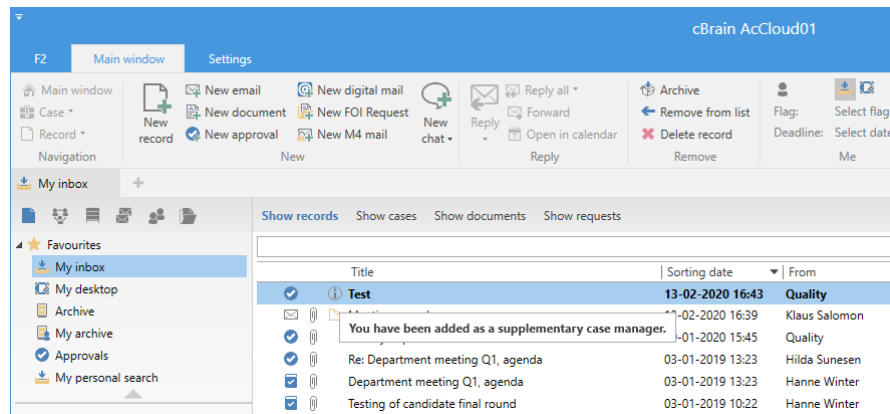 cBrain AcCloud01
F2 Main window Settings
Main window
Case
Record
Navigation
New record
New email
New document
New approval
New digital mail
New FOI Request
New M4 mail
New chat
New
Reply
Reply all
Forward
Open in calendar
Reply
Archive
Remove from list
Delete record
Remove
Flag: Select flag
Deadline: Select date
Me
My inbox +
Show records Show cases Show documents Show requests
Favourites
My inbox
My desktop
Archive
My archive
Approvals
My personal search
Title Sorting date From
Test 13-02-2020 16:43 Quality
-02-2020 16:39 Klaus Salomon
You have been added as a supplementary case manager.
-01-2020 15:45 Quality
Re: Department meeting Q1, agenda 03-01-2019 13:23 Hilda Sunesen
Department meeting Q1, agenda 03-01-2019 13:23 Hanne Winter
Testing of candidate final round 03-01-2019 10:22 Hanne Winter